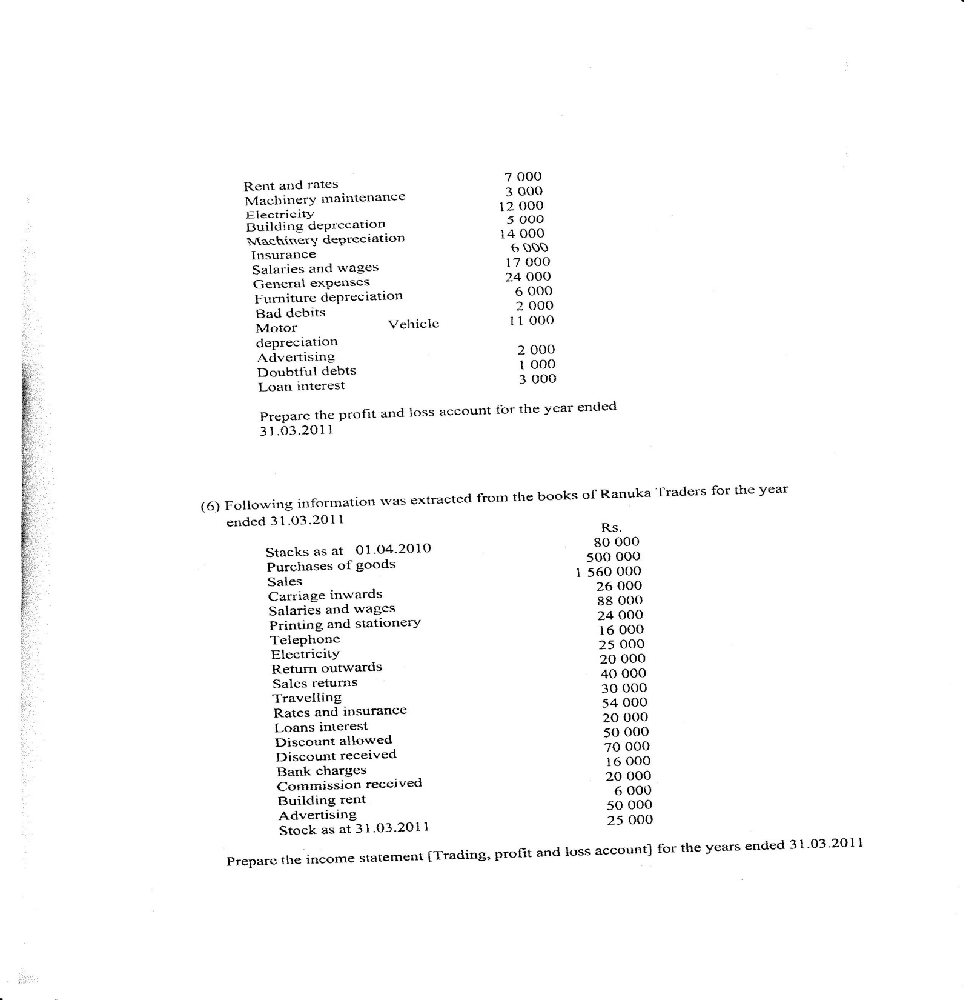 Rent and rates 7 000
Machinery maintenance 3 000
Electricity 12 000
Building deprecation 5 000
Machinery depreciation 14 000
Insurance 6 000
Salaries and wages 17 000
General expenses 24 000
Furniture depreciation 6 000
Bad debits 2 000
Motor Vehicle 11 000
depreciation
Advertising 2 000
Doubtful debts 1 000
Loan interest 3 000
Prepare the profit and loss account for the year ended
31.03.2011
(6) Following information was extracted from the books of Ranuka Traders for the year
ended 31.03.2011
Rs.
Stacks as at 01.04.2010 80 000
Purchases of goods 500 000
Sales 1 560 000
Carriage inwards 26 000
Salaries and wages 88 000
Printing and stationery 24 000
Telephone 16 000
Electricity 25 000
Return outwards 20 000
Sales returns 40 000
Travelling 30 000
Rates and insurance 54 000
Loans interest 20 000
Discount allowed 50 000
Discount received 70 000
Bank charges 16 000
Commission received 20 000
Building rent 6 000
Advertising 50 000
Stock as at 31.03.2011 25 000
Prepare the income statement [Trading, profit and loss account] for the years ended 31.03.2011